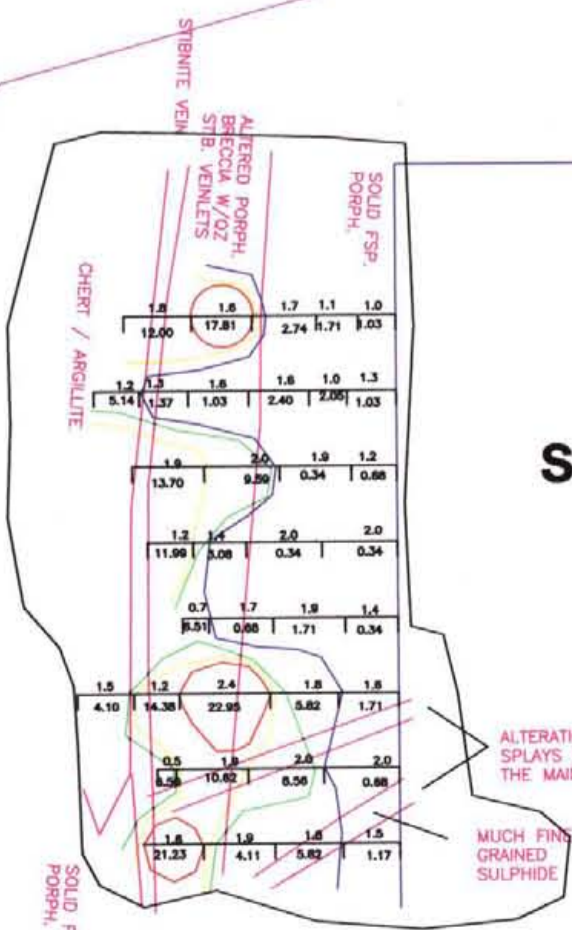 STIBNITE VEIN
ALTERED PORPH.
BRECCIA W/QZ
STB. VEINLETS
SOLID FSP.
PORPH.
CHERT / ARGILLITE
1.8 1.6 1.7 1.1 1.0
12.00 17.81 2.74 1.71 1.03
1.2 1.3 1.6 1.6 1.0 1.3
5.14 1.37 1.03 2.40 2.05 1.03
S
1.9 2.0 1.9 1.2
13.70 9.59 0.34 0.68
1.2 1.4 2.0 2.0
11.99 3.08 0.34 0.34
0.7 1.7 1.9 1.4
6.51 0.68 1.71 0.34
1.5 1.2 2.4 1.8 1.6
4.10 14.38 22.95 5.82 1.71
ALTERATI
SPLAYS
THE MAI
0.5 1.9 2.0 2.0
10.62 6.56 0.68
1.6 1.9 1.6 1.5
21.23 4.11 5.82 1.17
MUCH FINE
GRAINED
SULPHIDE
SOLID F
PORPH.